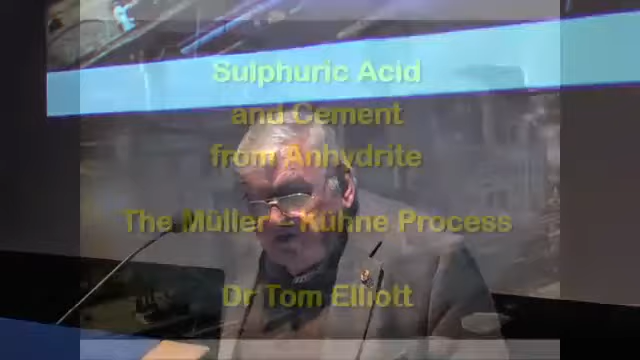 Sulphuric Acid
and Cement
from Anhydrite
The Müller - Kühne Process
Dr Tom Elliott